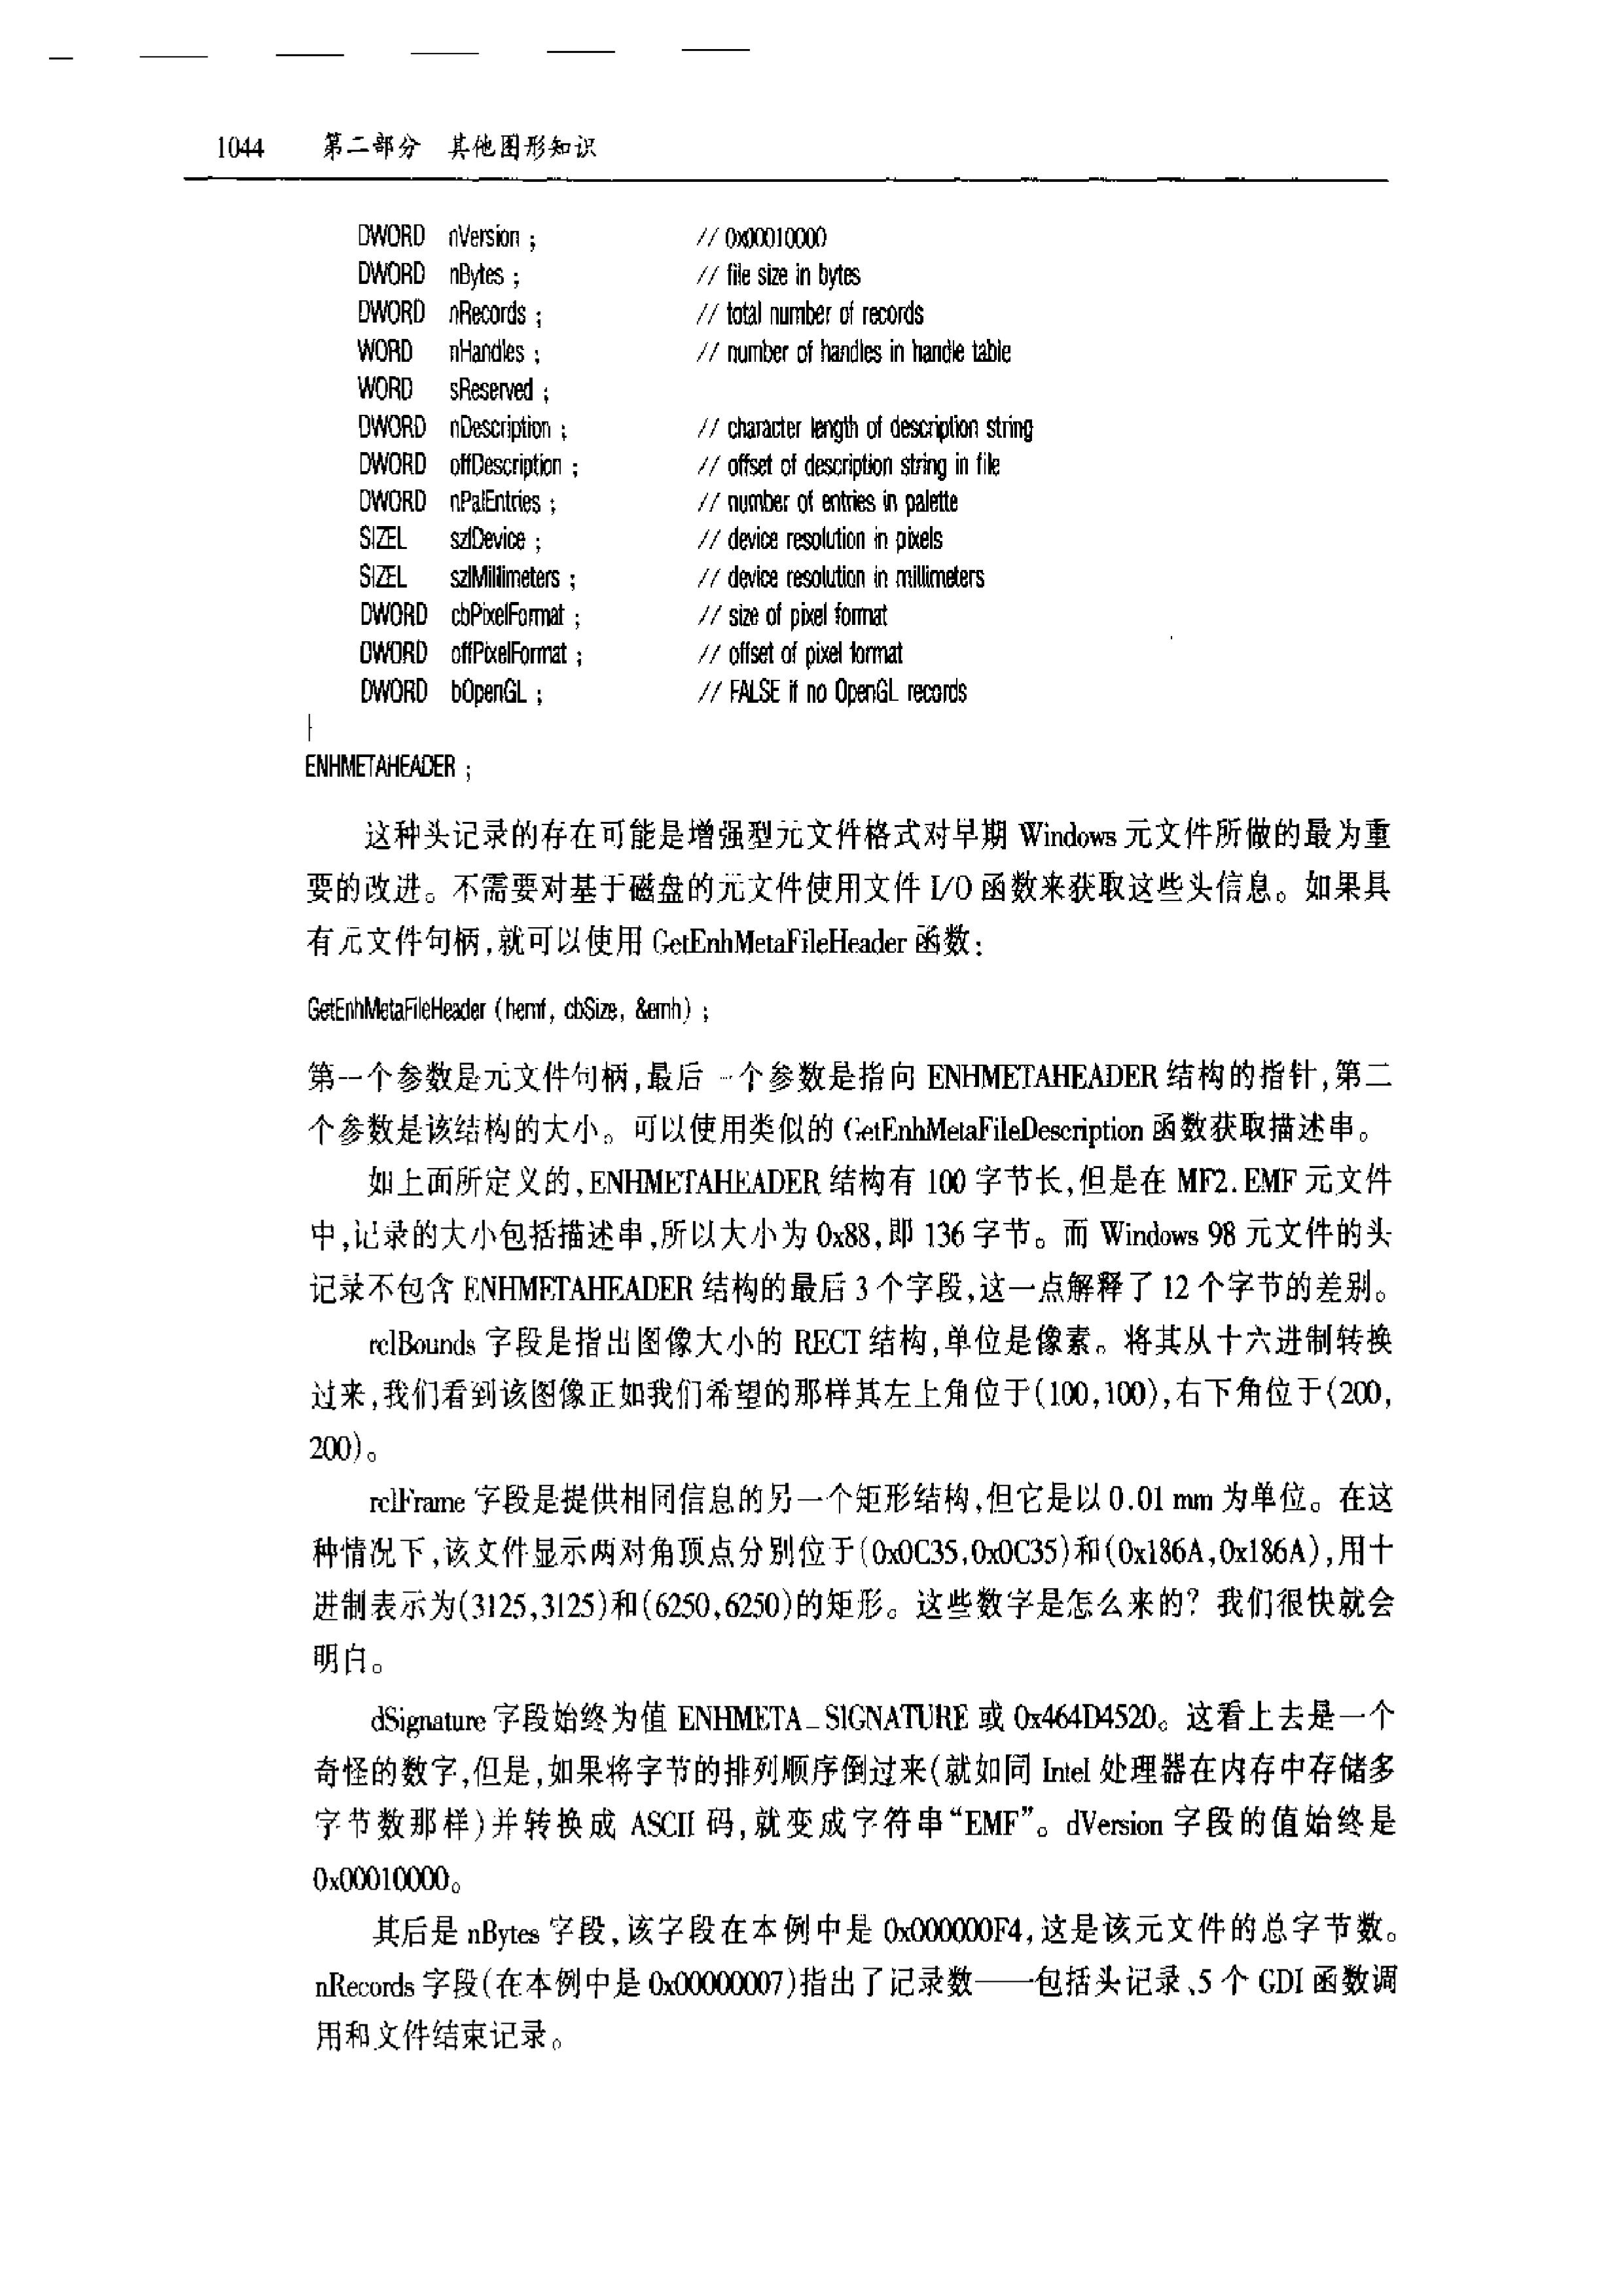 1044 第二部分 其他图形知识
DWORD nVersion ; // 0x00010000
DWORD nBytes ; // file size in bytes
DWORD nRecords ; // total number of records
WORD nHandles ; // number of handles in handle table
WORD sReserved ;
DWORD nDescription ; // character length of description string
DWORD offDescription ; // offset of description string in file
DWORD nPalEntries ; // number of entries in palette
SIZEL szlDevice ; // device resolution in pixels
SIZEL szlMillimeters ; // device resolution in millimeters
DWORD cbPixelFormat ; // size of pixel format
DWORD offPixelFormat ; // offset of pixel format
DWORD bOpenGL ; // FALSE if no OpenGL records
}
ENHMETAHEADER ;
这种头记录的存在可能是增强型元文件格式对早期 Windows 元文件所做的最为重
要的改进。不需要对基于磁盘的元文件使用文件 I/O 函数来获取这些头信息。如果具
有元文件句柄,就可以使用 GetEnhMetaFileHeader 函数:
GetEnhMetaFileHeader (hemf, cbSize, &emh) ;
第一个参数是元文件句柄,最后一个参数是指向 ENHMETAHEADER 结构的指针,第二
个参数是该结构的大小。可以使用类似的 GetEnhMetaFileDescription 函数获取描述串。
如上面所定义的,ENHMETAHEADER 结构有 100 字节长,但是在 MF2.EMF 元文件
中,记录的大小包括描述串,所以大小为 0x88,即 136 字节。而 Windows 98 元文件的头
记录不包含 ENHMETAHEADER 结构的最后 3 个字段,这一点解释了 12 个字节的差别。
rclBounds 字段是指出图像大小的 RECT 结构,单位是像素。将其从十六进制转换
过来,我们看到该图像正如我们希望的那样其左上角位于(100,100),右下角位于(200,
200)。
rclFrame 字段是提供相同信息的另一个矩形结构,但它是以 0.01 mm 为单位。在这
种情况下,该文件显示两对角顶点分别位于(0x0C35,0x0C35)和(0x186A,0x186A),用十
进制表示为(3125,3125)和(6250,6250)的矩形。这些数字是怎么来的? 我们很快就会
明白。
dSignature 字段始终为值 ENHMETA_SIGNATURE 或 0x464D4520。这看上去是一个
奇怪的数字,但是,如果将字节的排列顺序倒过来(就如同 Intel 处理器在内存中存储多
字节数那样)并转换成 ASCII 码,就变成字符串“EMF”。dVersion 字段的值始终是
0x00010000。
其后是 nBytes 字段,该字段在本例中是 0x000000F4,这是该元文件的总字节数。
nRecords 字段(在本例中是 0x00000007)指出了记录数——包括头记录、5 个 GDI 函数调
用和文件结束记录。